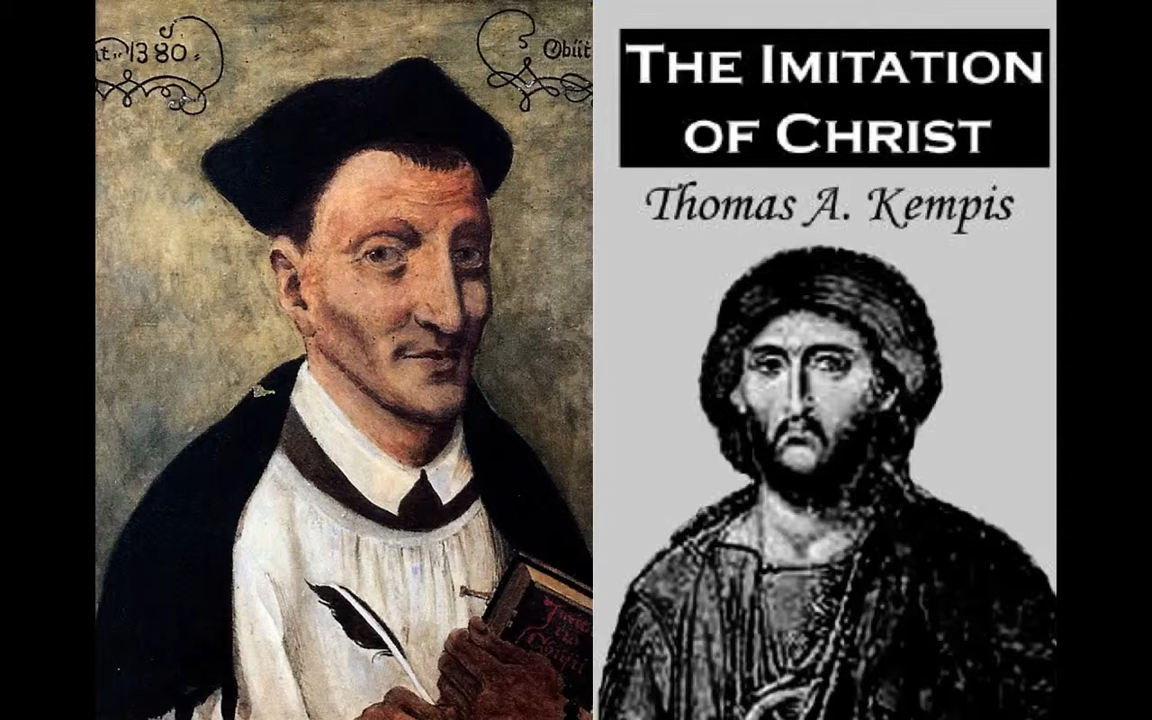 1380
Obiit
THE IMITATION
OF CHRIST
Thomas A. Kempis